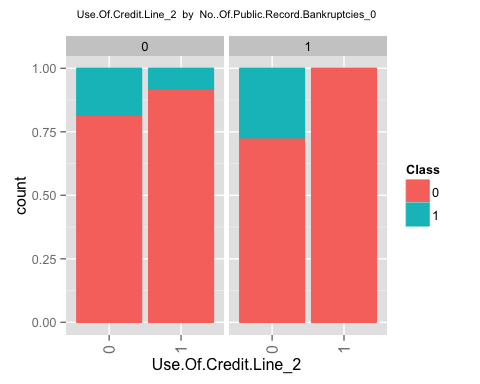 Use.Of.Credit.Line_2 by No..Of.Public.Record.Bankruptcies_0
0 1
1.00
0.75
0.50
0.25
0.00
count
0 1 0 1
Use.Of.Credit.Line_2
Class
0
1